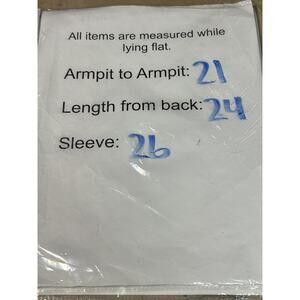 All items are measured while
lying flat.
Armpit to Armpit: 21
Length from back: 24
Sleeve: 26